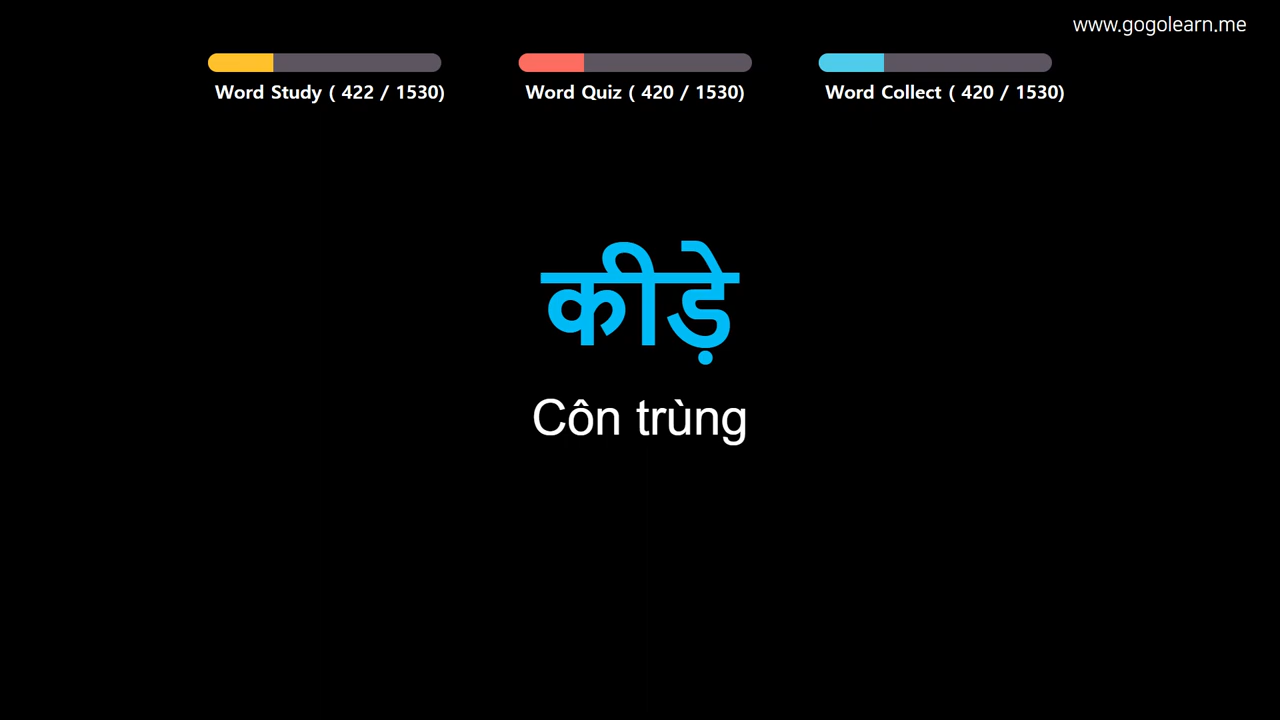 www.gogolearn.me
Word Study ( 422 / 1530)
Word Quiz ( 420 / 1530)
Word Collect ( 420 / 1530)
कीड़े
Côn trùng